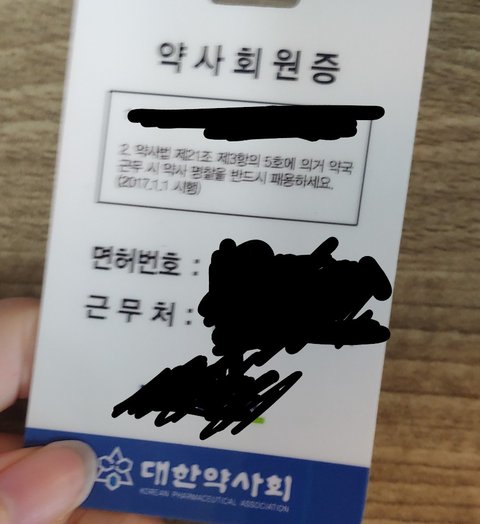 약사회원증
2. 약사법 제21조 제3항의 5호에 의거 약국
근무 시 약사 명찰을 반드시 패용하세요.
(2017.1.1 시행)
면허번호 :
근무처 :
대한약사회
KOREAN PHARMACEUTICAL ASSOCIATION